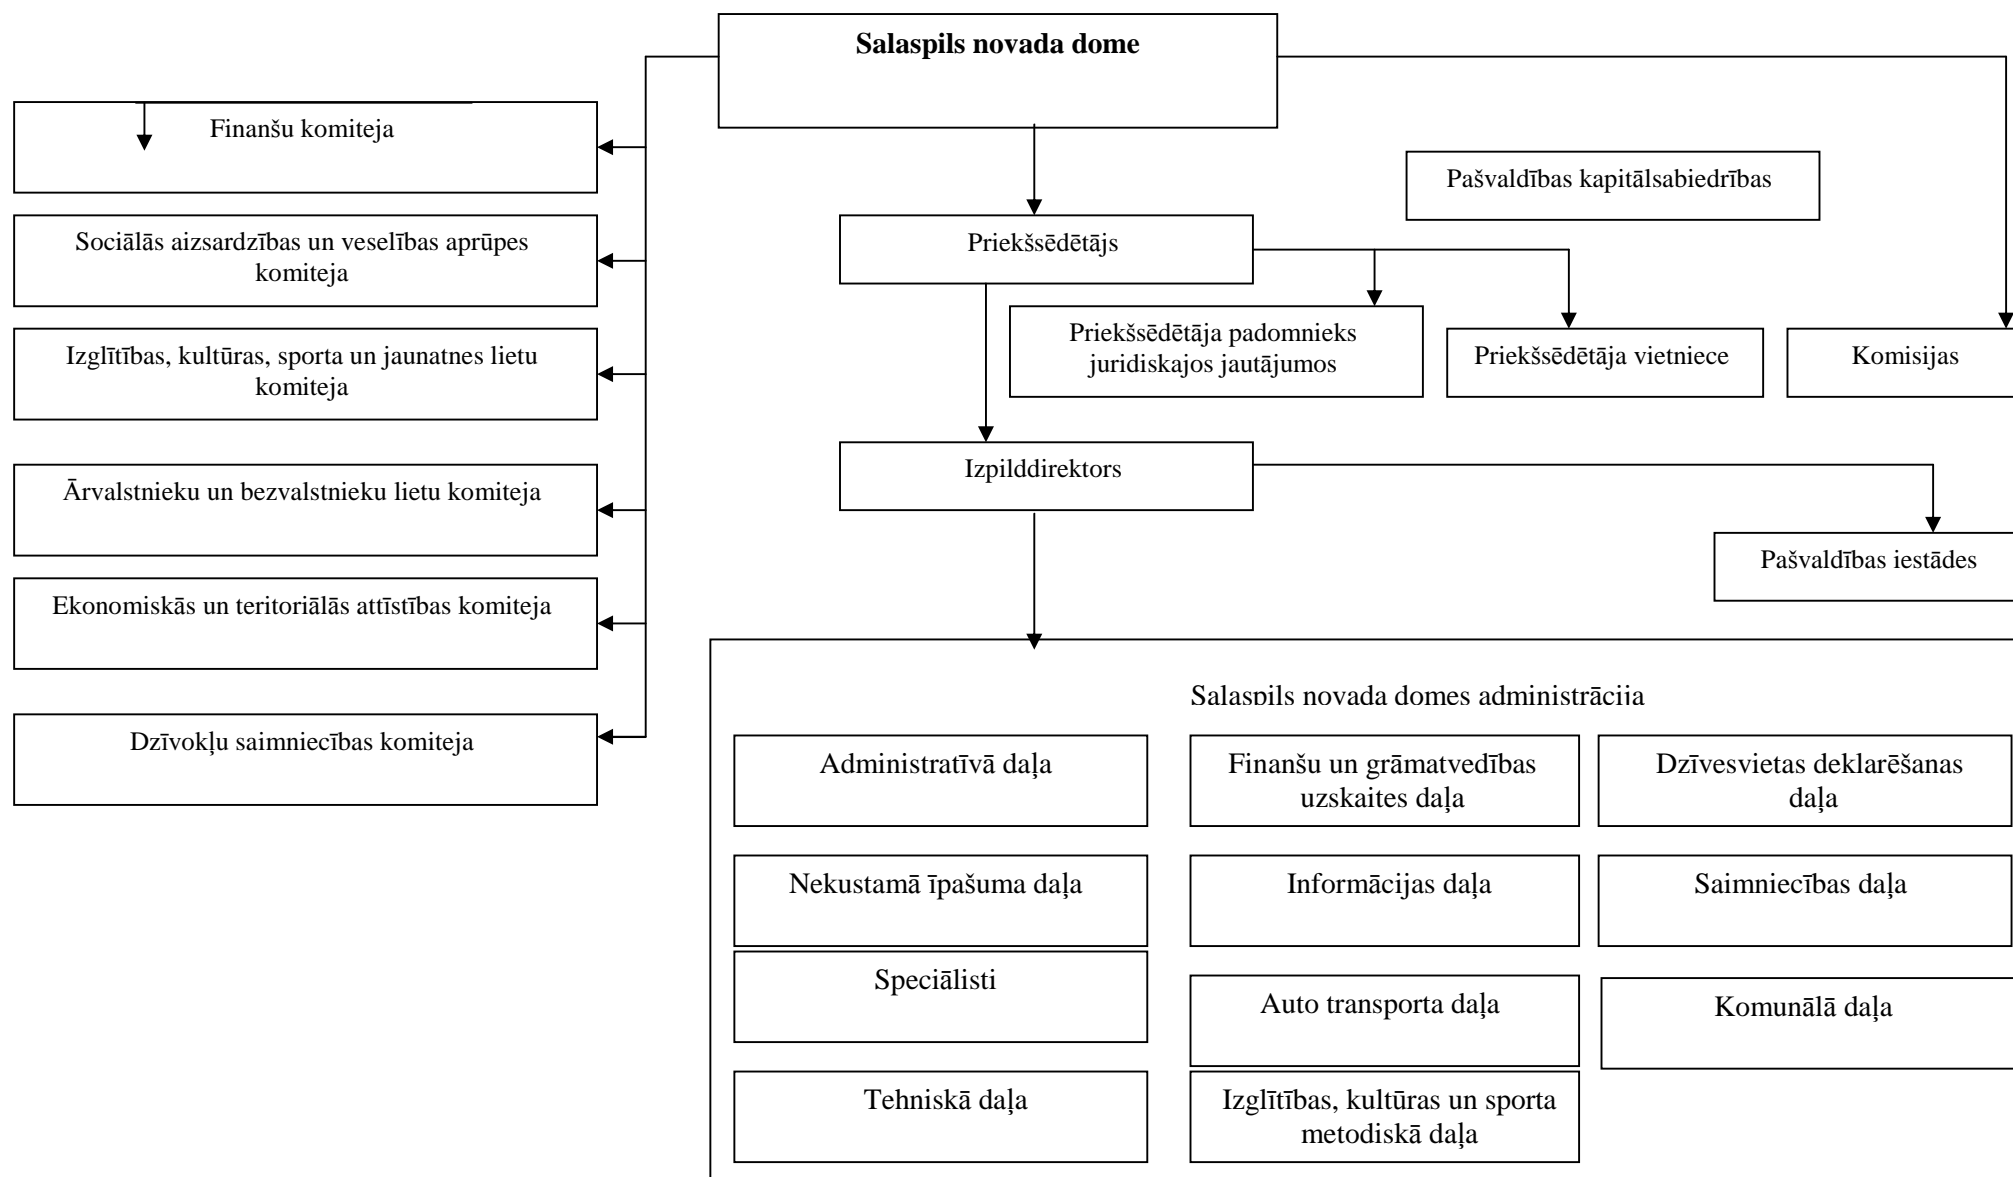 Salaspils novada dome
Finanšu komiteja
Sociālās aizsardzības un veselības aprūpes
komiteja
Izglītības, kultūras, sporta un jaunatnes lietu
komiteja
Ārvalstnieku un bezvalstnieku lietu komiteja
Ekonomiskās un teritoriālās attīstības komiteja
Dzīvokļu saimniecības komiteja
Pašvaldības kapitālsabiedrības
Priekšsēdētājs
Priekšsēdētāja padomnieks
juridiskajos jautājumos
Priekšsēdētāja vietniece
Komisijas
Izpilddirektors
Pašvaldības iestādes
Salaspils novada domes administrācija
Administratīvā daļa
Finanšu un grāmatvedības
uzskaites daļa
Dzīvesvietas deklarēšanas
daļa
Nekustamā īpašuma daļa
Informācijas daļa
Saimniecības daļa
Speciālisti
Auto transporta daļa
Komunālā daļa
Tehniskā daļa
Izglītības, kultūras un sporta
metodiskā daļa